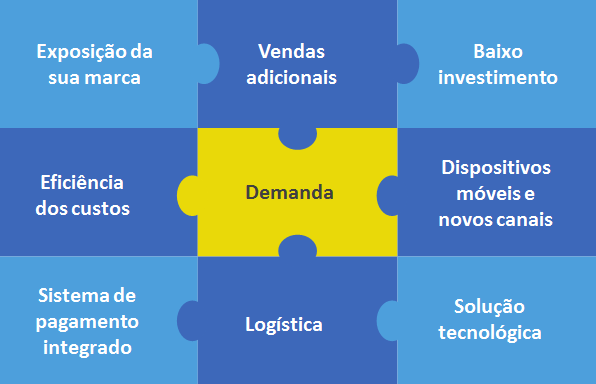 Exposição da
sua marca
Vendas
adicionais
Baixo
investimento
Eficiência
dos custos
Demanda
Dispositivos
móveis e
novos canais
Sistema de
pagamento
integrado
Logística
Solução
tecnológica